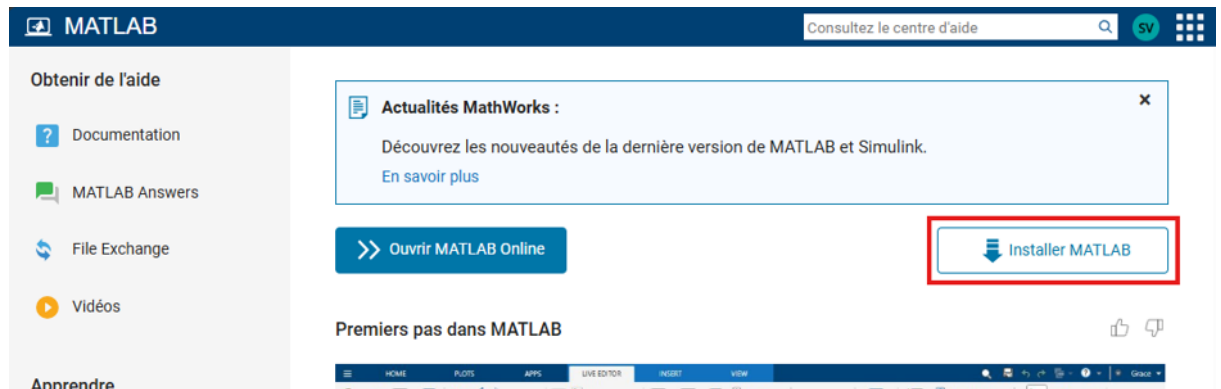 MATLAB
Consultez le centre d'aide
SV
Obtenir de l'aide
Documentation
MATLAB Answers
File Exchange
Vidéos
Apprendre
Actualités MathWorks :
Découvrez les nouveautés de la dernière version de MATLAB et Simulink.
En savoir plus
Ouvrir MATLAB Online
Installer MATLAB
Premiers pas dans MATLAB
HOME PLOTS APPS LIVE EDITOR INSERT VIEW
Grace